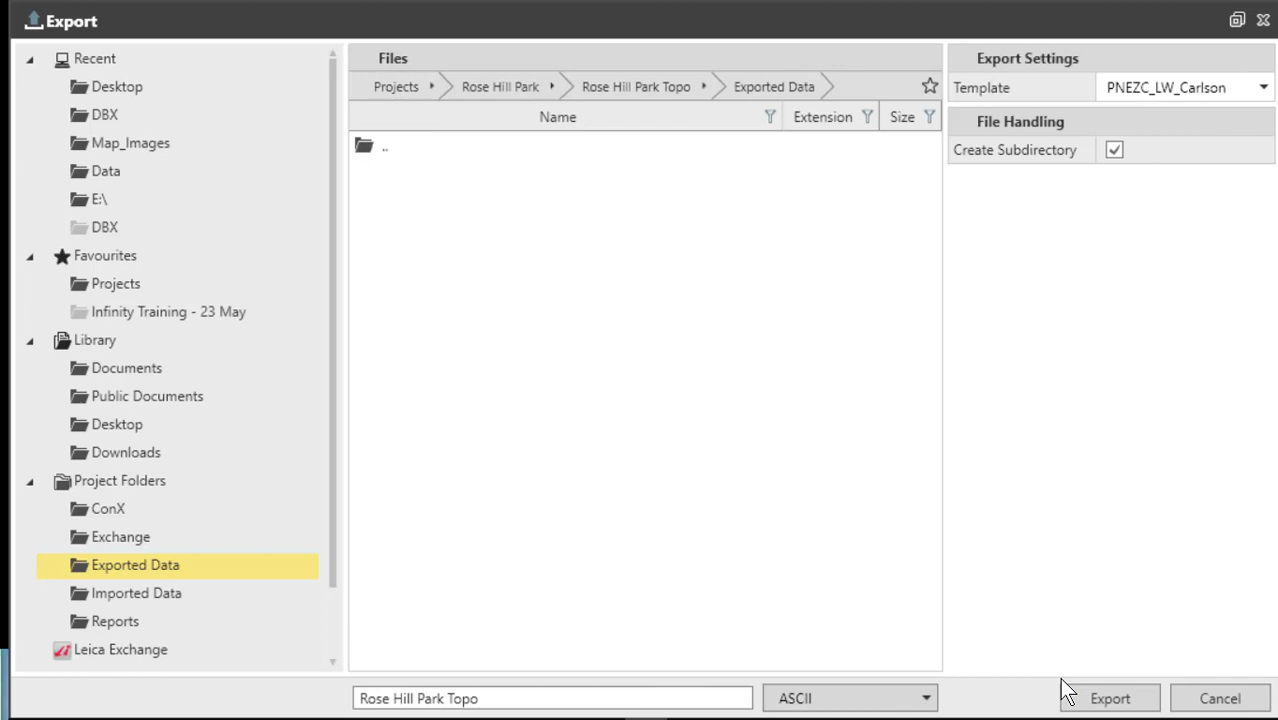 Export
Recent
Desktop
DBX
Map_Images
Data
E:\
DBX
Favourites
Projects
Infinity Training - 23 May
Library
Documents
Public Documents
Desktop
Downloads
Project Folders
ConX
Exchange
Exported Data
Imported Data
Reports
Leica Exchange
Files
Projects Rose Hill Park Rose Hill Park Topo Exported Data
Name Extension Size
..
Export Settings
Template PNEZC_LW_Carlson
File Handling
Create Subdirectory
Rose Hill Park Topo ASCII Export Cancel